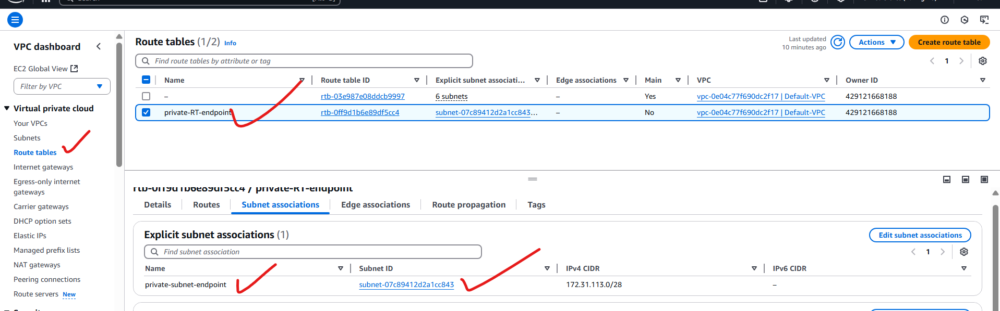 VPC dashboard
EC2 Global View
Filter by VPC
Virtual private cloud
Your VPCs
Subnets
Route tables
Internet gateways
Egress-only internet
gateways
Carrier gateways
DHCP option sets
Elastic IPs
Managed prefix lists
NAT gateways
Peering connections
Route servers New
Route tables (1/2) Info
Last updated
10 minutes ago
Actions
Create route table
Find route tables by attribute or tag
1
Name Route table ID Explicit subnet associati... Edge associations Main VPC Owner ID
– rtb-03e987e08ddcb9997 6 subnets – Yes vpc-0e04c77f690dc2f17 | Default-VPC 429121668188
private-RT-endpoint rtb-0ff9d1b6e89df5cc4 subnet-07c89412d2a1cc843... – No vpc-0e04c77f690dc2f17 | Default-VPC 429121668188
rtb-0ff9d1b6e89df5cc4 / private-RT-endpoint
Details Routes Subnet associations Edge associations Route propagation Tags
Explicit subnet associations (1)
Edit subnet associations
Find subnet association
1
Name Subnet ID IPv4 CIDR IPv6 CIDR
private-subnet-endpoint subnet-07c89412d2a1cc843 172.31.113.0/28 –